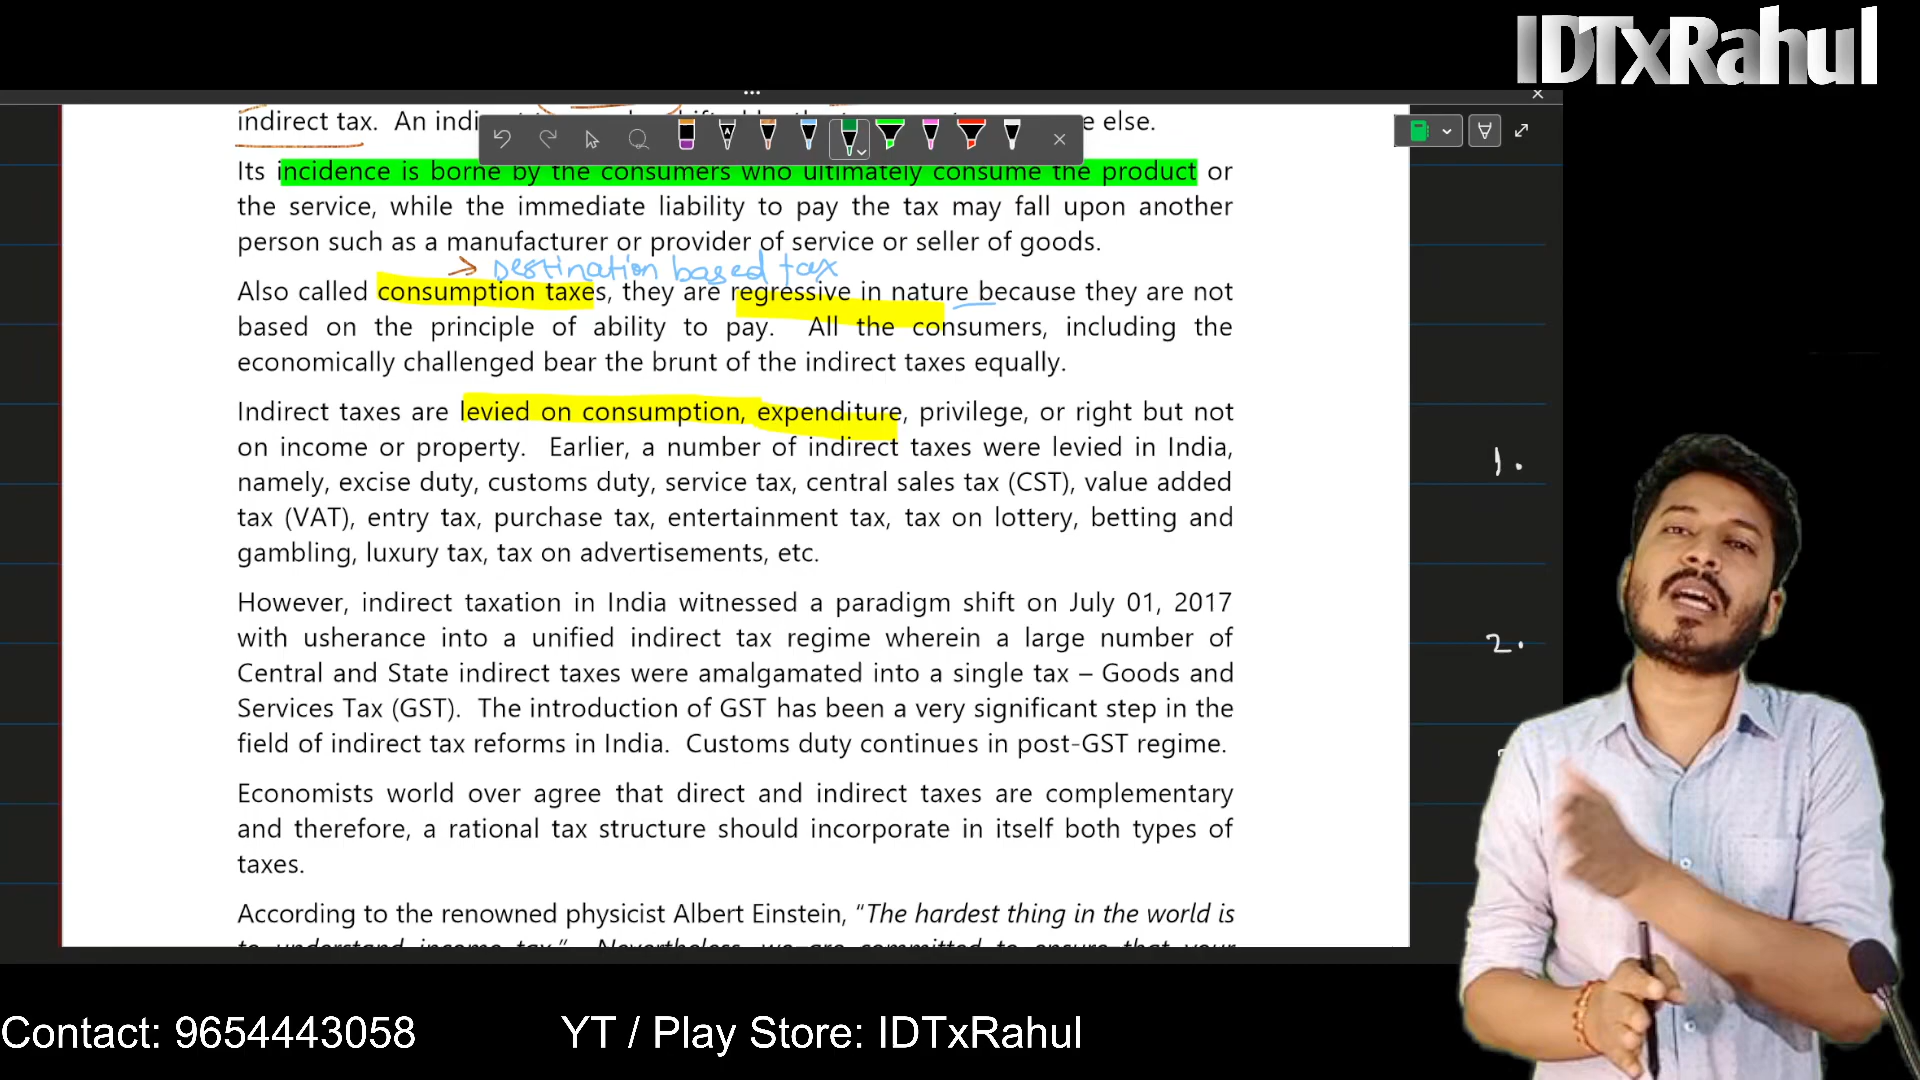 IDTxRahul
indirect tax. An indi
e else.
Its incidence is borne by the consumers who ultimately consume the product or
the service, while the immediate liability to pay the tax may fall upon another
person such as a manufacturer or provider of service or seller of goods.
Destination based tax
Also called consumption taxes, they are regressive in nature because they are not
based on the principle of ability to pay. All the consumers, including the
economically challenged bear the brunt of the indirect taxes equally.
Indirect taxes are levied on consumption, expenditure, privilege, or right but not
on income or property. Earlier, a number of indirect taxes were levied in India,
namely, excise duty, customs duty, service tax, central sales tax (CST), value added
tax (VAT), entry tax, purchase tax, entertainment tax, tax on lottery, betting and
gambling, luxury tax, tax on advertisements, etc.
1.
However, indirect taxation in India witnessed a paradigm shift on July 01, 2017
with usherance into a unified indirect tax regime wherein a large number of
2.
Central and State indirect taxes were amalgamated into a single tax – Goods and
Services Tax (GST). The introduction of GST has been a very significant step in the
field of indirect tax reforms in India. Customs duty continues in post-GST regime.
Economists world over agree that direct and indirect taxes are complementary
and therefore, a rational tax structure should incorporate in itself both types of
taxes.
According to the renowned physicist Albert Einstein, “The hardest thing in the world is
to understand income tax.” Nevertheless, we are committed to ensure that your
Contact: 9654443058
YT / Play Store: IDTxRahul